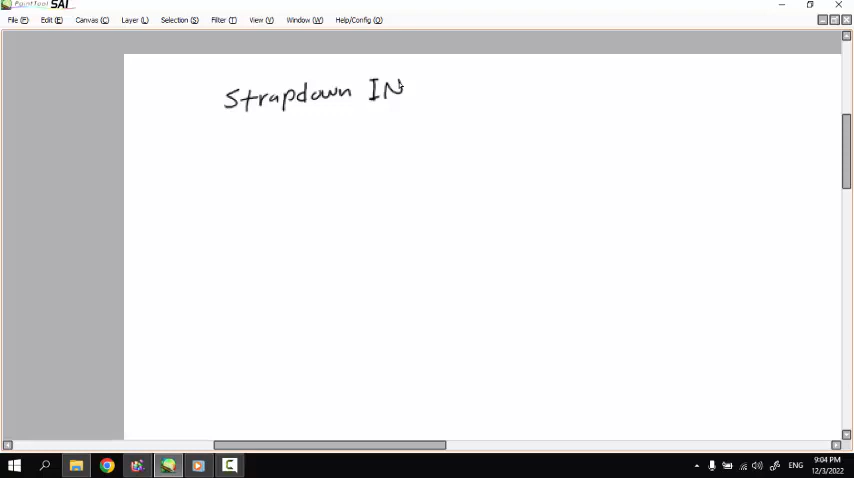 PaintTool SAI
File (F) Edit (E) Canvas (C) Layer (L) Selection (S) Filter (T) View (V) Window (W) Help/Config (O)
Strapdown IN
ENG
9:04 PM
12/3/2022